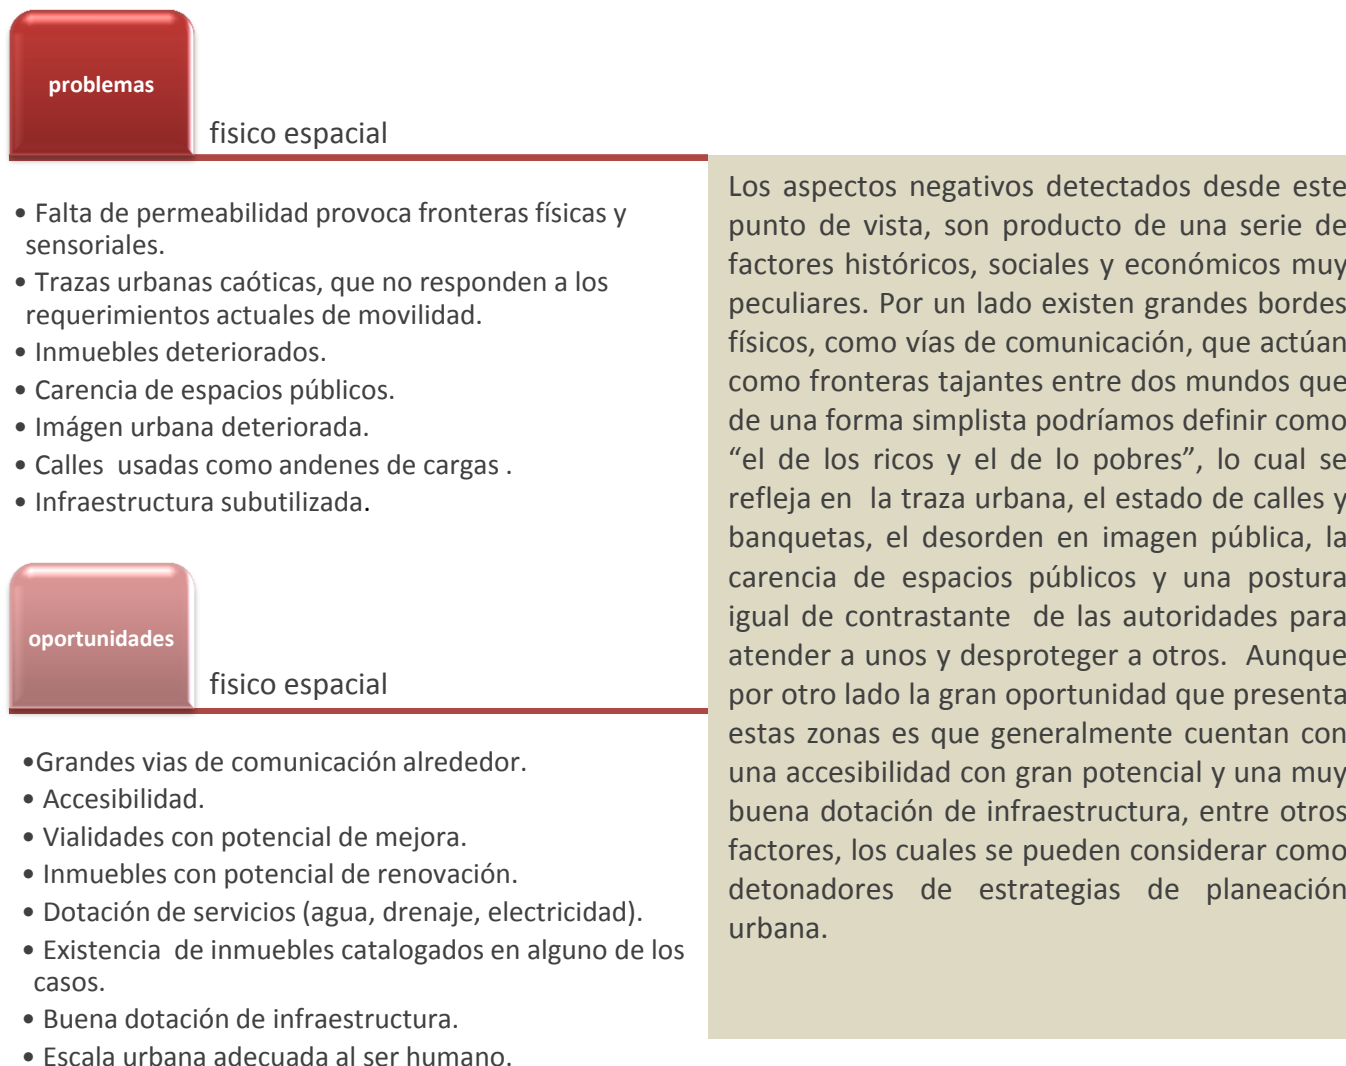 problemas
fisico espacial
• Falta de permeabilidad provoca fronteras físicas y
sensoriales.
• Trazas urbanas caóticas, que no responden a los
requerimientos actuales de movilidad.
• Inmuebles deteriorados.
• Carencia de espacios públicos.
• Imágen urbana deteriorada.
• Calles usadas como andenes de cargas .
• Infraestructura subutilizada.
oportunidades
fisico espacial
•Grandes vias de comunicación alrededor.
• Accesibilidad.
• Vialidades con potencial de mejora.
• Inmuebles con potencial de renovación.
• Dotación de servicios (agua, drenaje, electricidad).
• Existencia de inmuebles catalogados en alguno de los
casos.
• Buena dotación de infraestructura.
• Escala urbana adecuada al ser humano.
Los aspectos negativos detectados desde este
punto de vista, son producto de una serie de
factores históricos, sociales y económicos muy
peculiares. Por un lado existen grandes bordes
físicos, como vías de comunicación, que actúan
como fronteras tajantes entre dos mundos que
de una forma simplista podríamos definir como
“el de los ricos y el de lo pobres”, lo cual se
refleja en la traza urbana, el estado de calles y
banquetas, el desorden en imagen pública, la
carencia de espacios públicos y una postura
igual de contrastante de las autoridades para
atender a unos y desproteger a otros. Aunque
por otro lado la gran oportunidad que presenta
estas zonas es que generalmente cuentan con
una accesibilidad con gran potencial y una muy
buena dotación de infraestructura, entre otros
factores, los cuales se pueden considerar como
detonadores de estrategias de planeación
urbana.